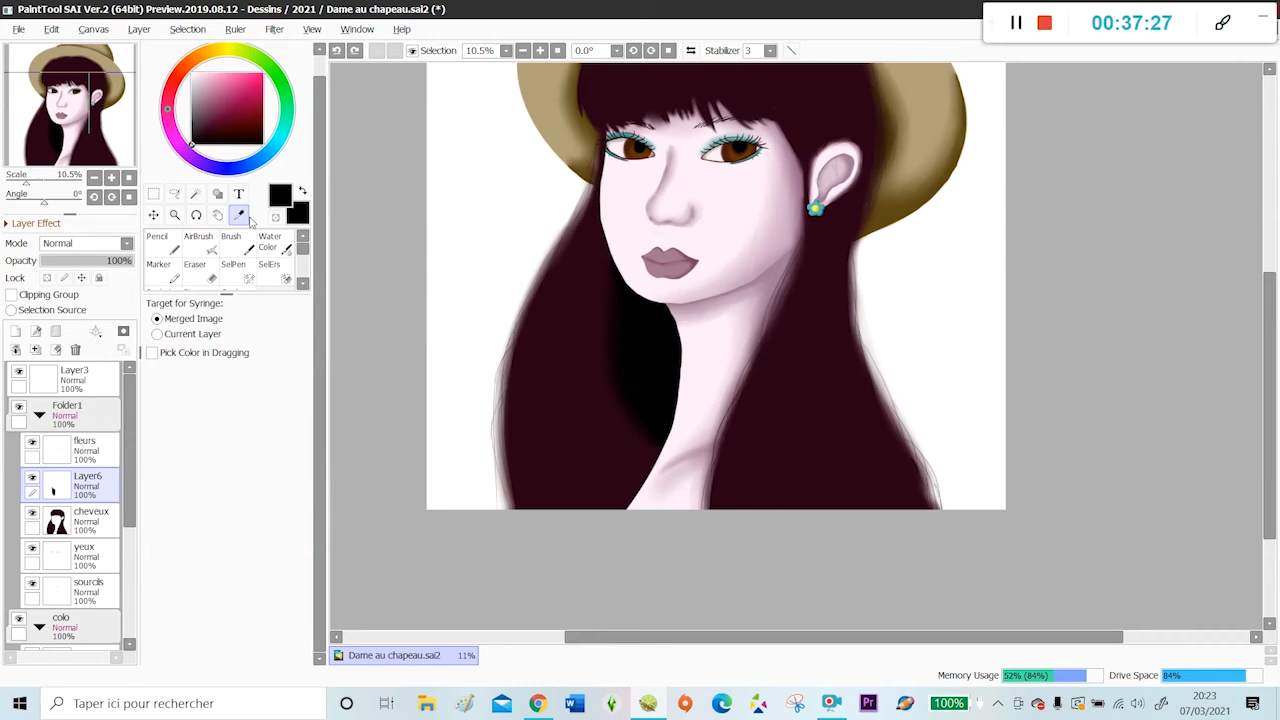 PaintTool SAI Ver.2 (64bit) Preview.2019.08.12 - Dessins / 2021 / Dame au chapeau.sai2 (*)
00:37:27
File Edit Canvas Layer Selection Ruler Filter View Window Help
Selection 10.5% 0.0° Stabilizer 3
Scale 10.5%
Angle 0°
T
Layer Effect
Mode Normal
Opacity 100%
Lock
Clipping Group
Selection Source
Pencil AirBrush Brush Water Color
Marker Eraser SelPen SelErs
Target for Syringe:
Merged Image
Current Layer
Pick Color in Dragging
Layer3
Normal
100%
Folder1
Normal
100%
fleurs
Normal
100%
Layer6
Normal
100%
cheveux
Normal
100%
yeux
Normal
100%
sourcils
Normal
100%
colo
Normal
100%
Dame au chapeau.sai2 11%
Memory Usage 52% (84%) Drive Space 84%
Taper ici pour rechercher
100%
20:23
07/03/2021